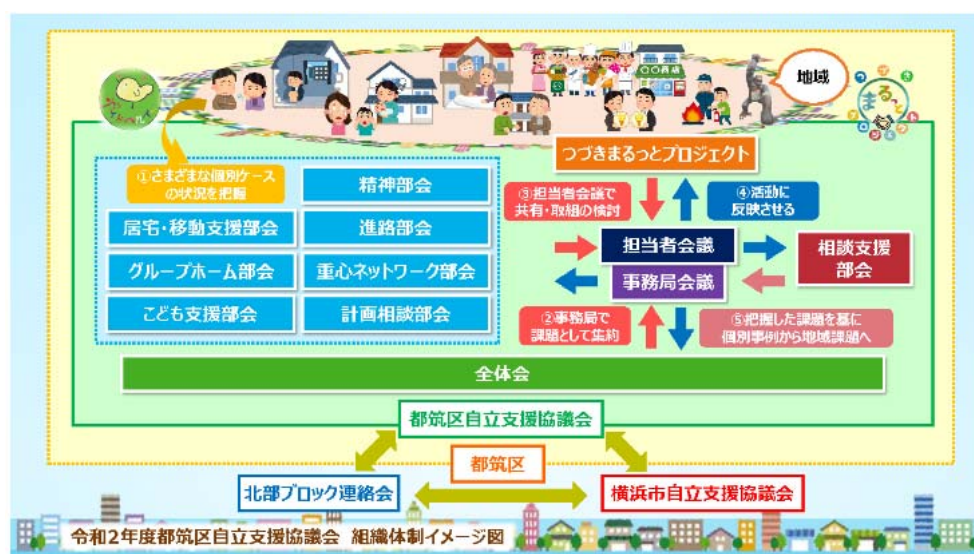 地域
まるっと
〇〇商店
つづきまるっとプロジェクト
①さまざまな個別ケース
の状況を把握
精神部会
居宅・移動支援部会
進路部会
グループホーム部会
重心ネットワーク部会
こども支援部会
計画相談部会
③担当者会議で
共有・取組の検討
④活動に
反映させる
担当者会議
事務局会議
相談支援
部会
②事務局で
課題として集約
⑤把握した課題を基に
個別事例から地域課題へ
全体会
都筑区自立支援協議会
都筑区
北部ブロック連絡会
横浜市自立支援協議会
令和2年度都筑区自立支援協議会 組織体制イメージ図